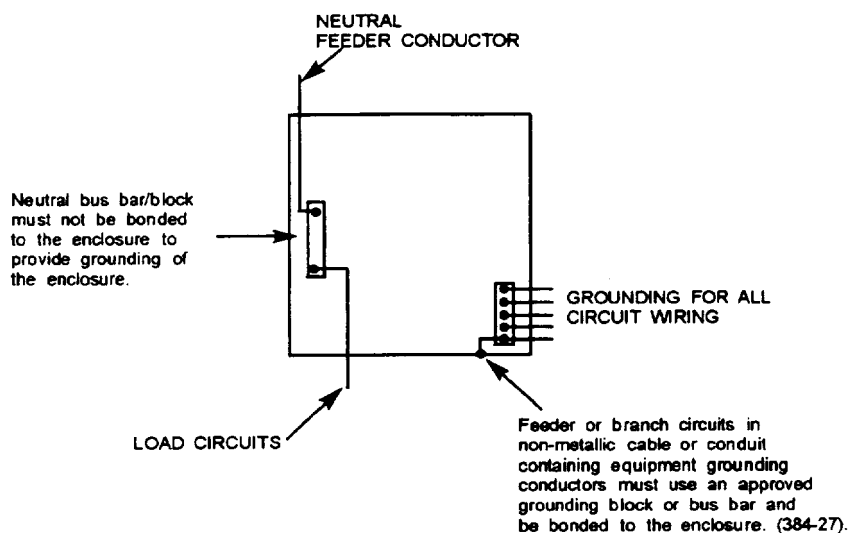 NEUTRAL
FEEDER CONDUCTOR
Neutral bus bar/block
must not be bonded
to the enclosure to
provide grounding of
the enclosure.
GROUNDING FOR ALL
CIRCUIT WIRING
LOAD CIRCUITS
Feeder or branch circuits in
non-metallic cable or conduit
containing equipment grounding
conductors must use an approved
grounding block or bus bar and
be bonded to the enclosure. (384-27).